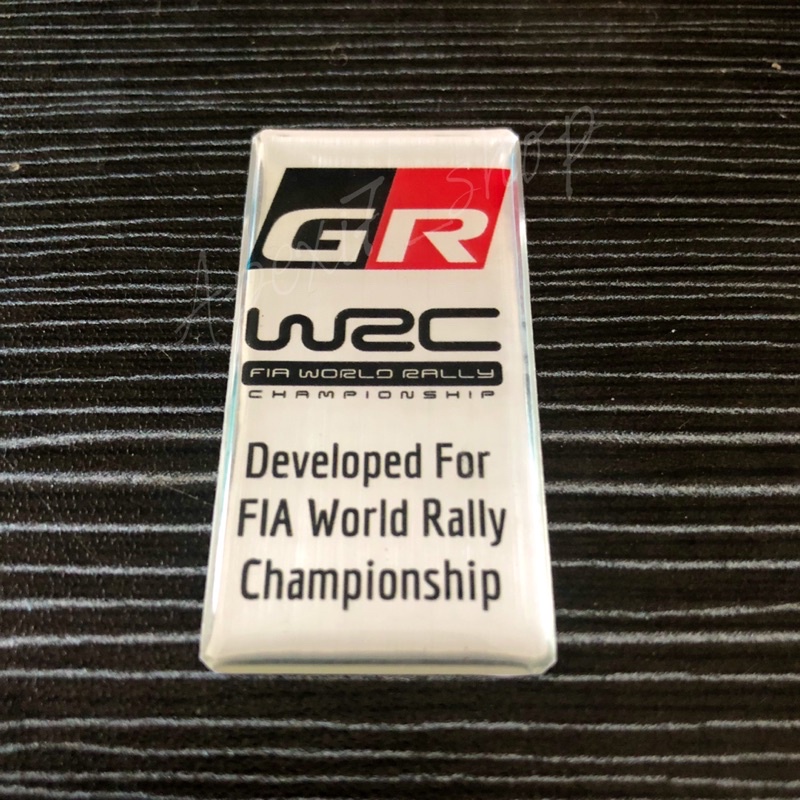 GR
WRC
FIA WORLD RALLY
CHAMPIONSHIP
Developed For
FIA World Rally
Championship